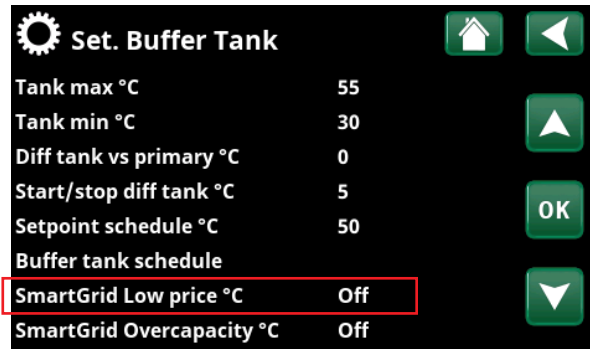 Set. Buffer Tank
Tank max °C 55
Tank min °C 30
Diff tank vs primary °C 0
Start/stop diff tank °C 5
OK
Setpoint schedule °C 50
Buffer tank schedule
SmartGrid Low price °C Off
SmartGrid Overcapacity °C Off